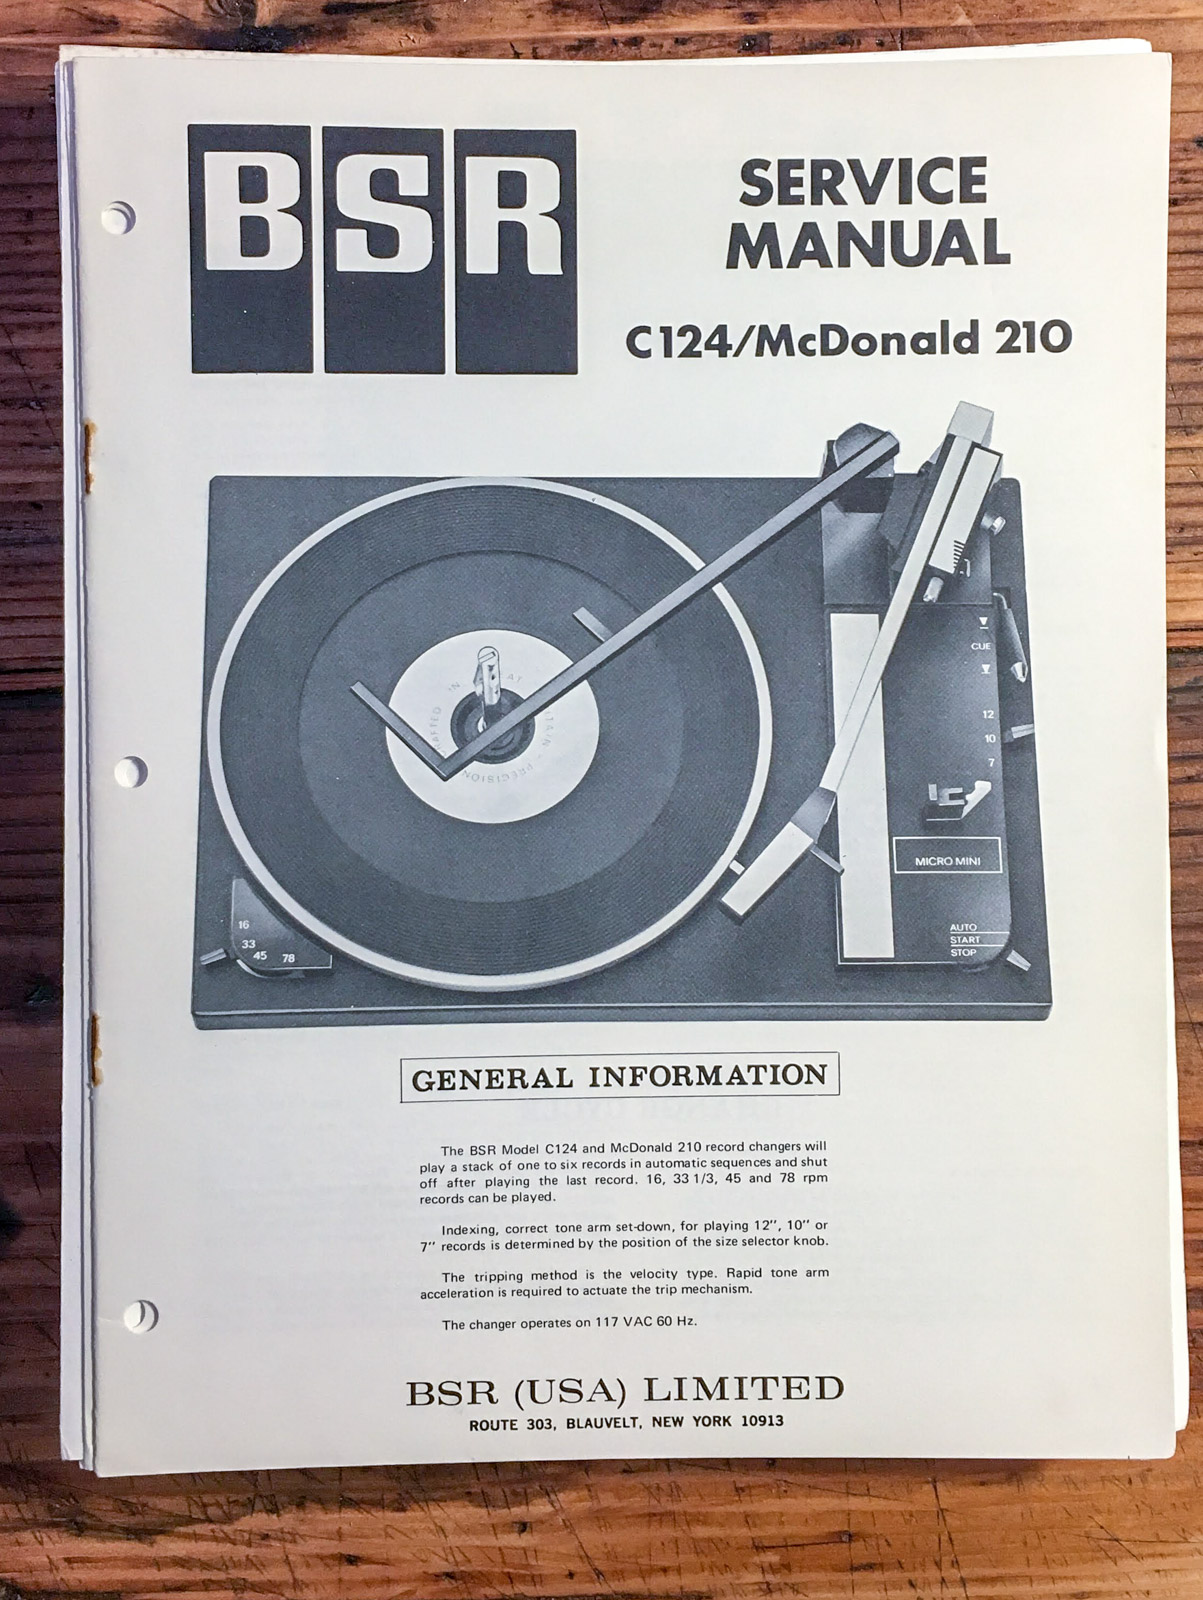 BSR
SERVICE
MANUAL
C124/McDonald 210
CUE
12
10
7
MICRO MINI
AUTO
START
STOP
16
33
45 78
PRECISION
GENERAL INFORMATION
The BSR Model C124 and McDonald 210 record changers will
play a stack of one to six records in automatic sequences and shut
off after playing the last record. 16, 33 1/3, 45 and 78 rpm
records can be played.
Indexing, correct tone arm set-down, for playing 12″, 10″ or
7″ records is determined by the position of the size selector knob.
The tripping method is the velocity type. Rapid tone arm
acceleration is required to actuate the trip mechanism.
The changer operates on 117 VAC 60 Hz.
BSR (USA) LIMITED
ROUTE 303, BLAUVELT, NEW YORK 10913